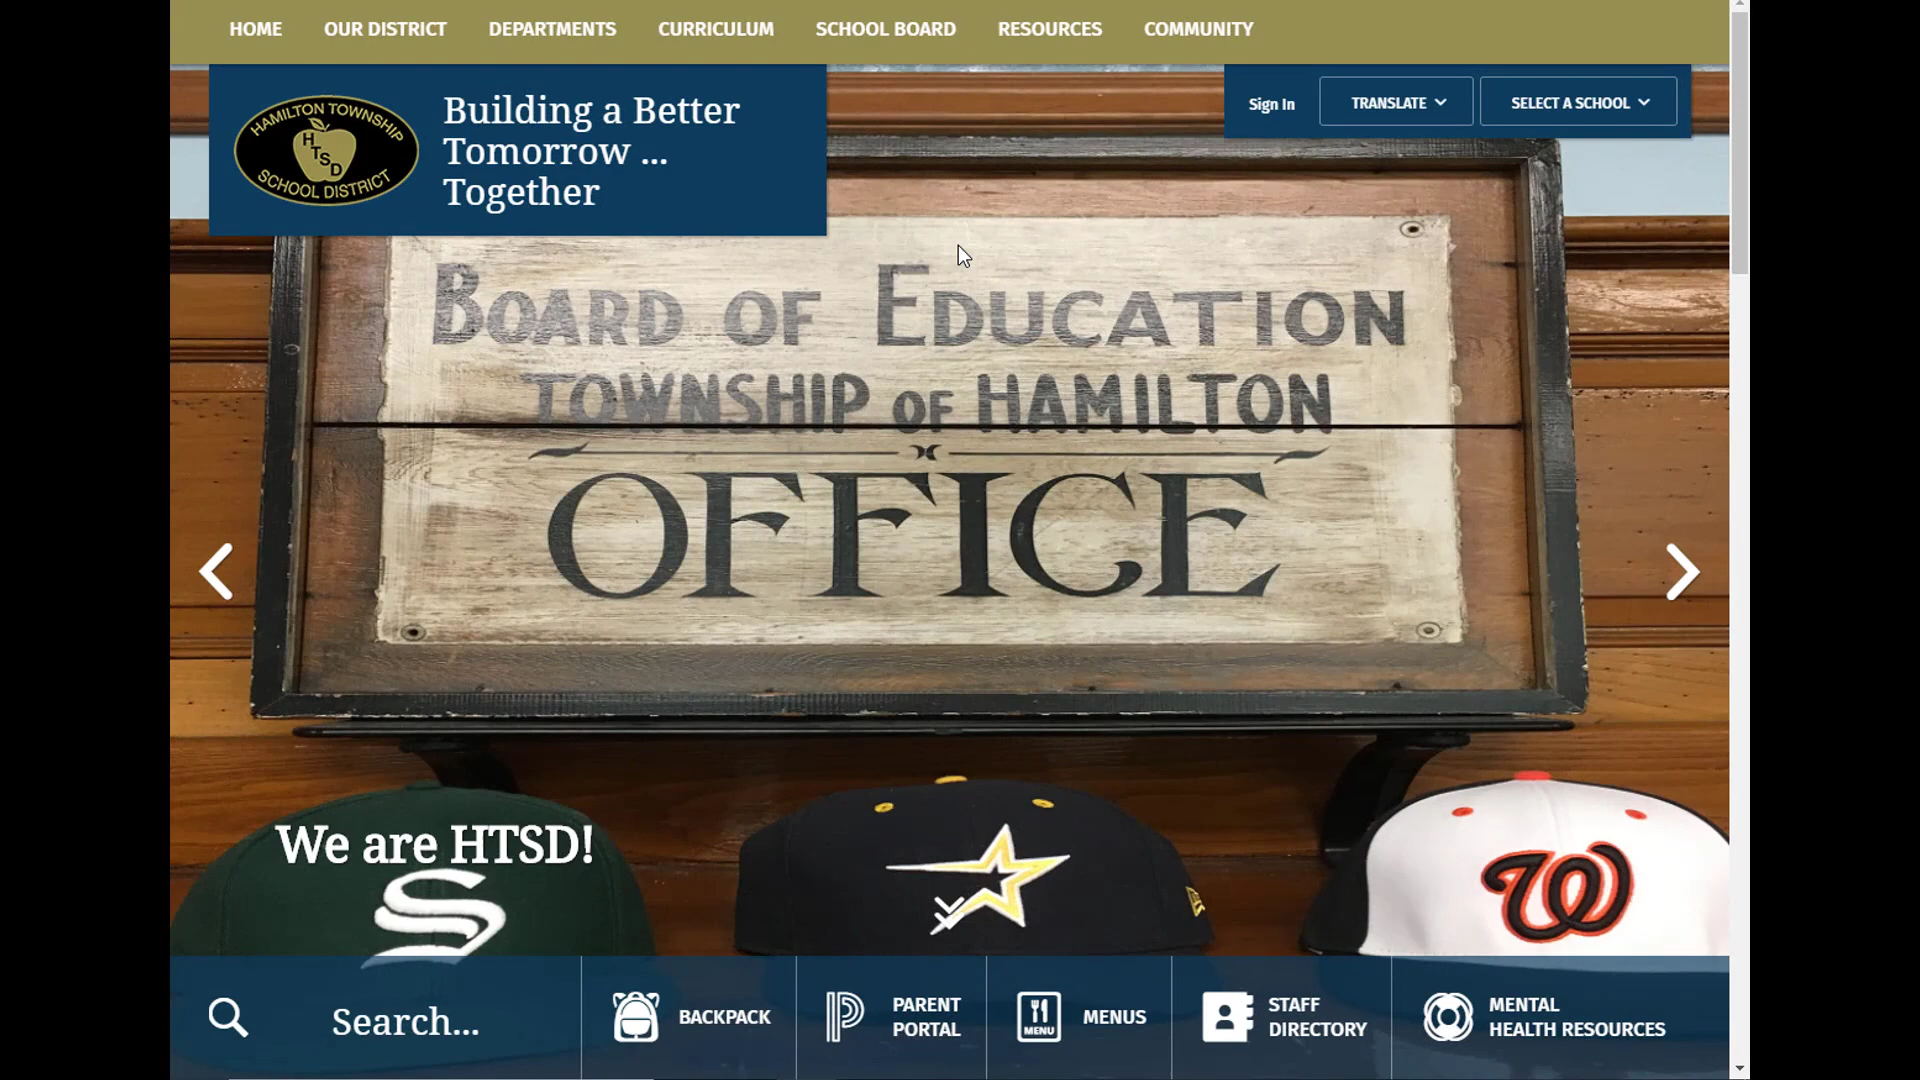 HOME OUR DISTRICT DEPARTMENTS CURRICULUM SCHOOL BOARD RESOURCES COMMUNITY
HAMILTON TOWNSHIP
HTSD
SCHOOL DISTRICT
Building a Better
Tomorrow ...
Together
Sign In TRANSLATE SELECT A SCHOOL
BOARD OF EDUCATION
TOWNSHIP OF HAMILTON
OFFICE
We are HTSD!
S
W
Search...
BACKPACK
PARENT
PORTAL
MENU
MENUS
STAFF
DIRECTORY
MENTAL
HEALTH RESOURCES